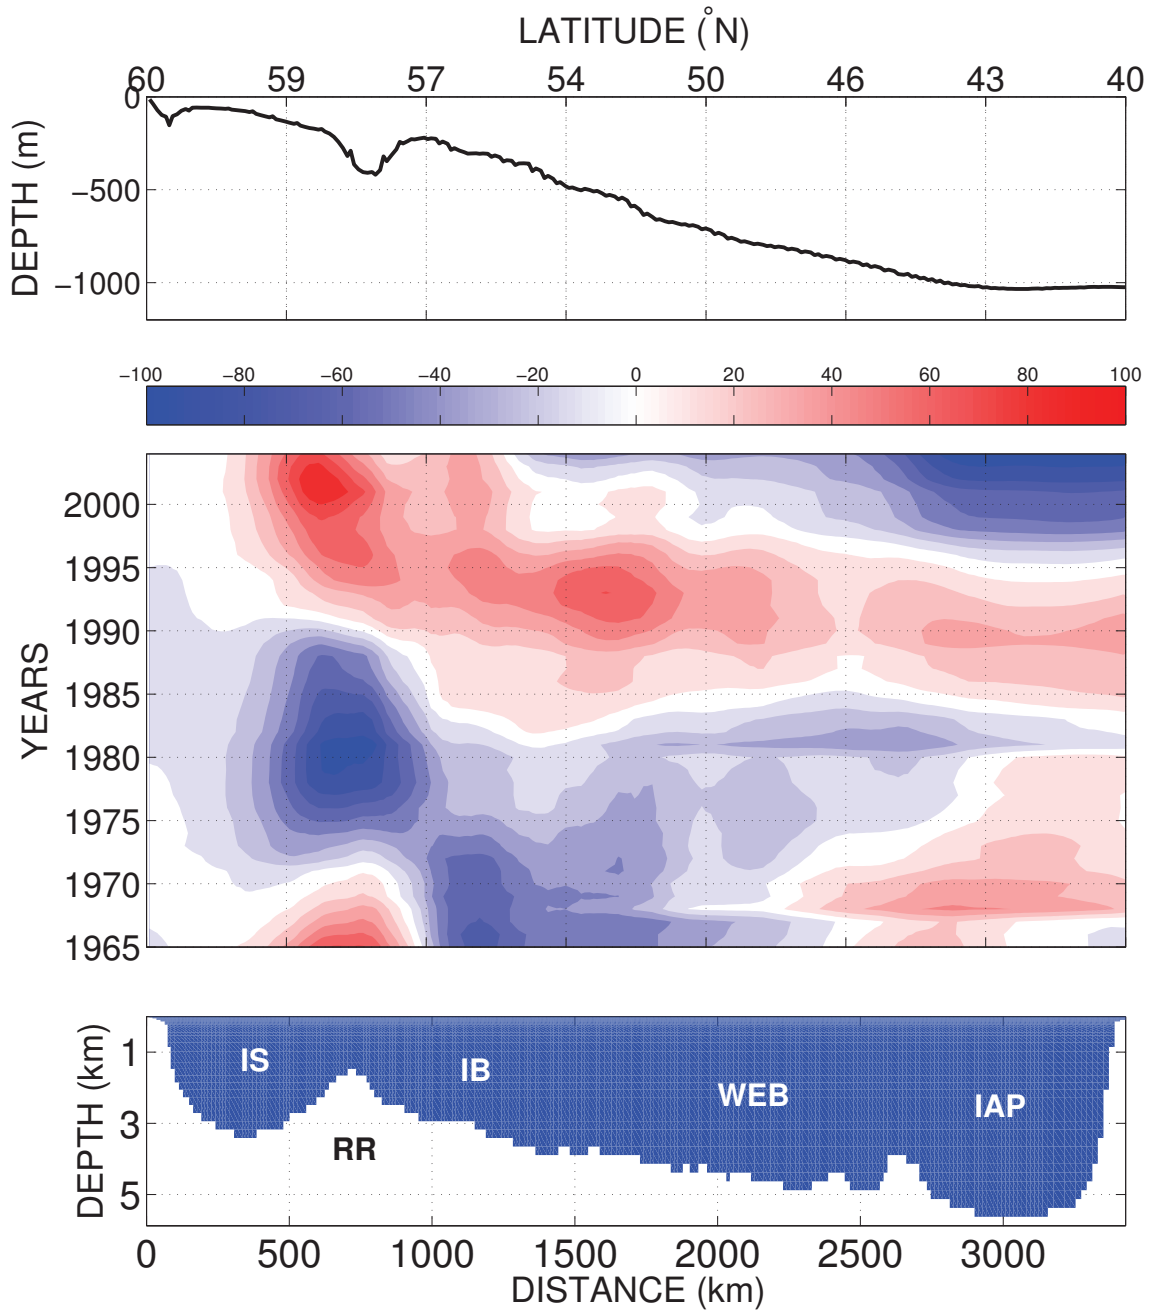 LATITUDE (°N)
60 59 57 54 50 46 43 40
0
−500
−1000
DEPTH (m)
−100 −80 −60 −40 −20 0 20 40 60 80 100
2000
1995
1990
1985
1980
1975
1970
1965
YEARS
1
3
5
DEPTH (km)
IS
IB
WEB
IAP
RR
0 500 1000 1500 2000 2500 3000
DISTANCE (km)